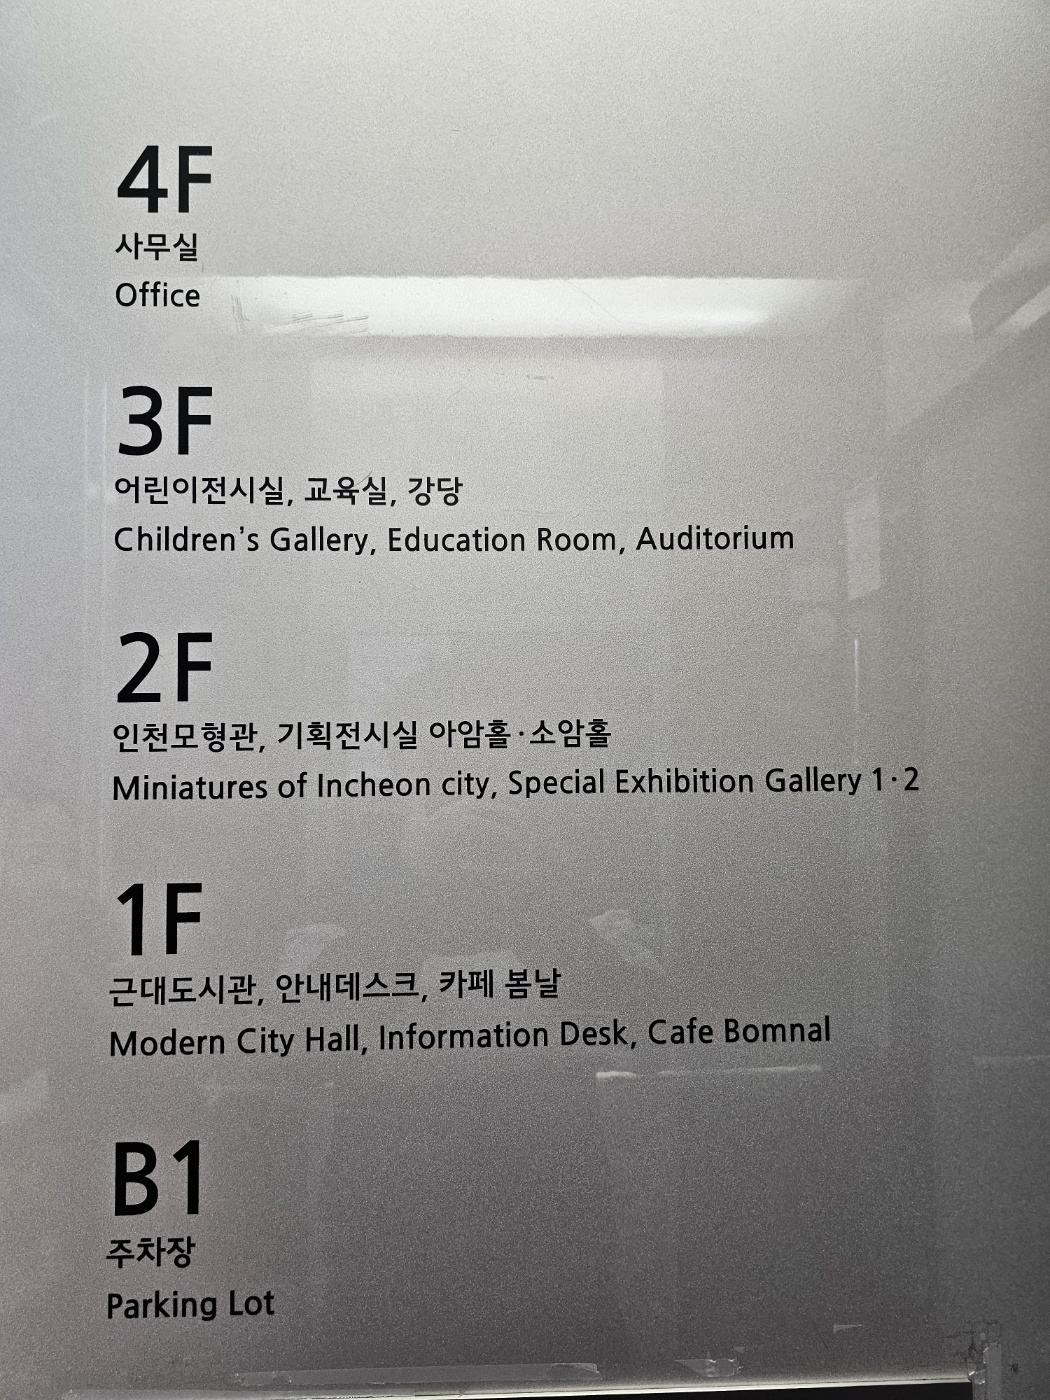 4F
사무실
Office
3F
어린이전시실, 교육실, 강당
Children's Gallery, Education Room, Auditorium
2F
인천모형관, 기획전시실 아암홀·소암홀
Miniatures of Incheon city, Special Exhibition Gallery 1·2
1F
근대도시관, 안내데스크, 카페 봄날
Modern City Hall, Information Desk, Cafe Bomnal
B1
주차장
Parking Lot